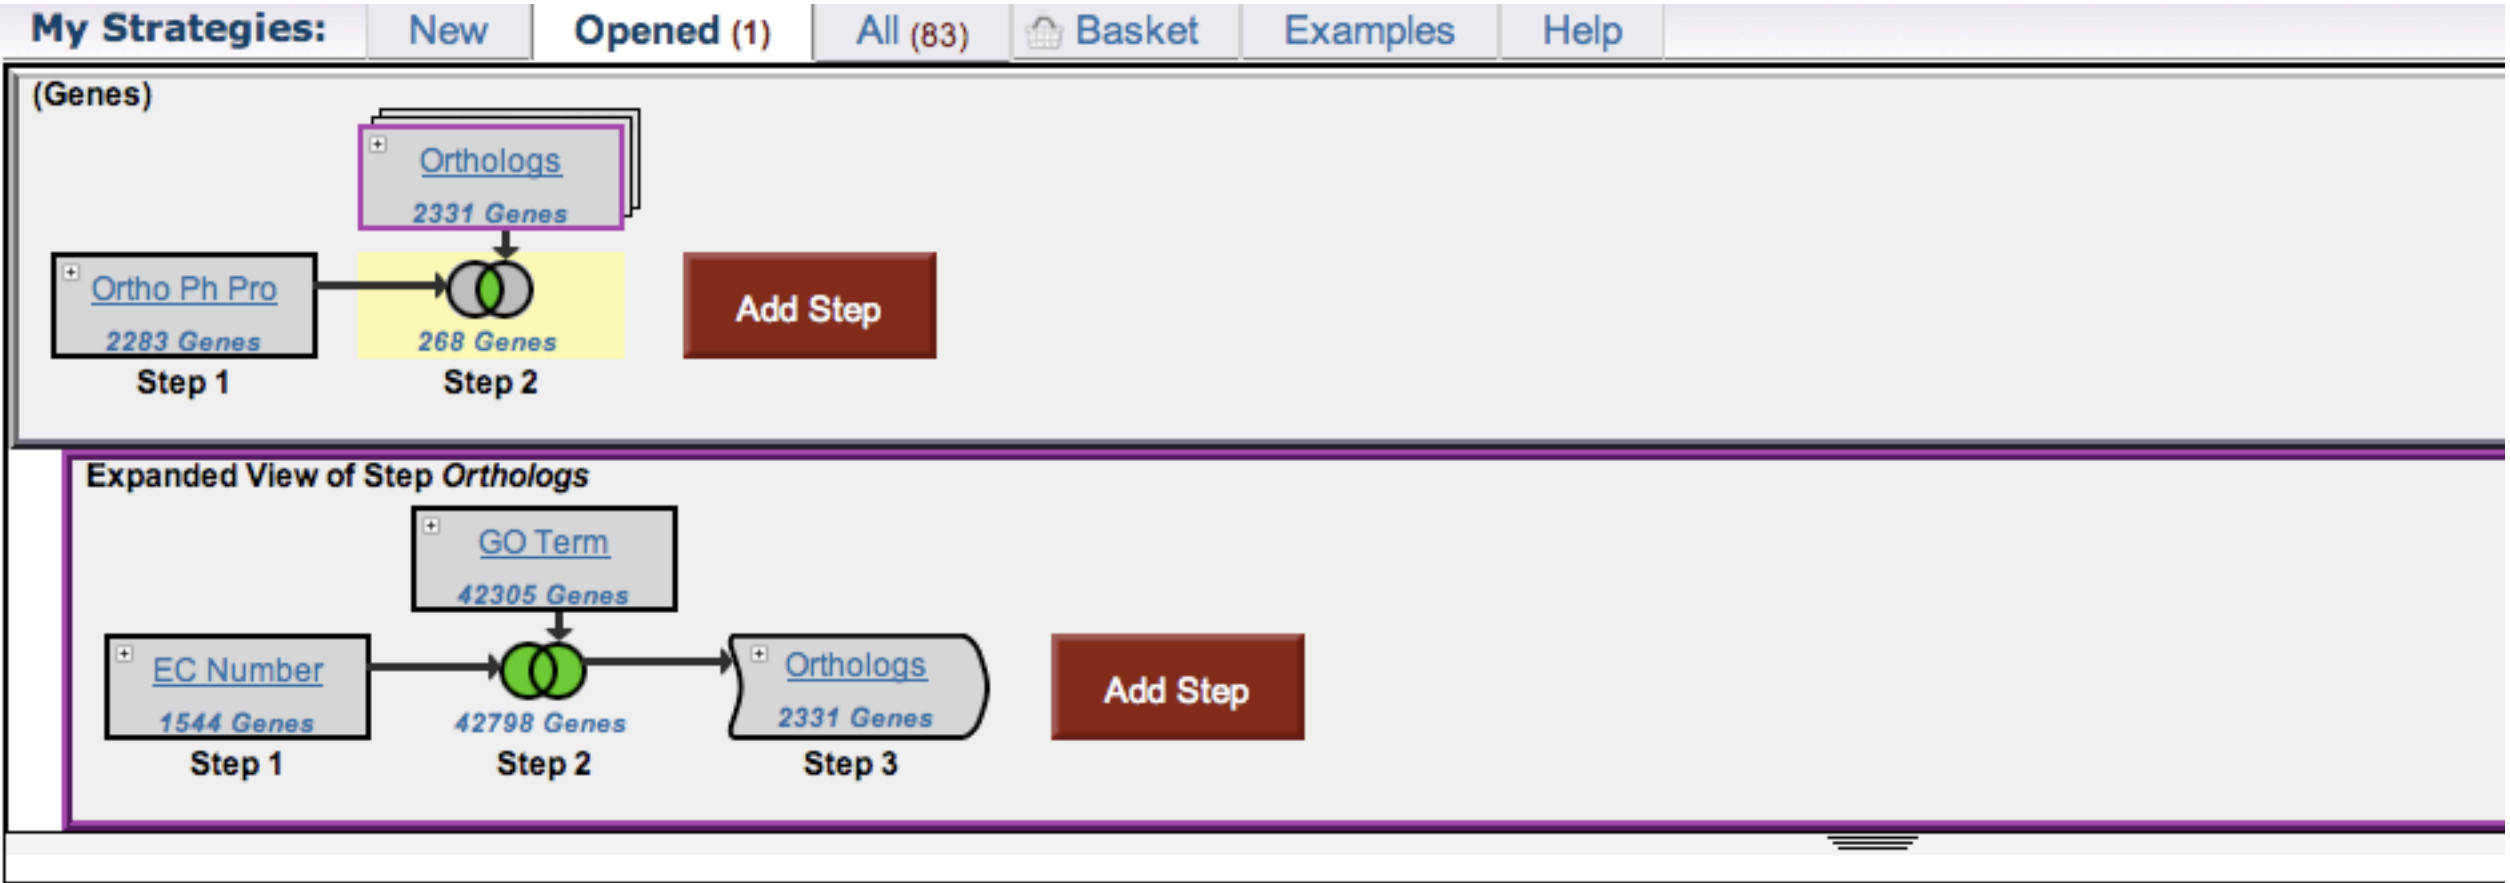 My Strategies: New Opened (1) All (83) Basket Examples Help
(Genes)
Orthologs
2331 Genes
Ortho Ph Pro
2283 Genes
Step 1
268 Genes
Step 2
Add Step
Expanded View of Step Orthologs
GO Term
42305 Genes
EC Number
1544 Genes
Step 1
42798 Genes
Step 2
Orthologs
2331 Genes
Step 3
Add Step